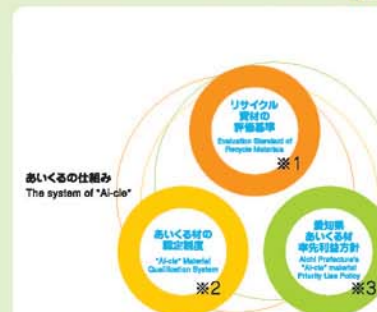 リサイクル
資材の
評価基準
Evaluation Standard of
Recycle Materials
※1
あいくるの仕組み
The system of "Ai-cle"
あいくる材の
認定制度
"Ai-cle" Material
Qualification System
※2
愛知県
あいくる材
率先利益方針
Aichi Prefecture's
"Ai-cle" material
Priority Use Policy
※3